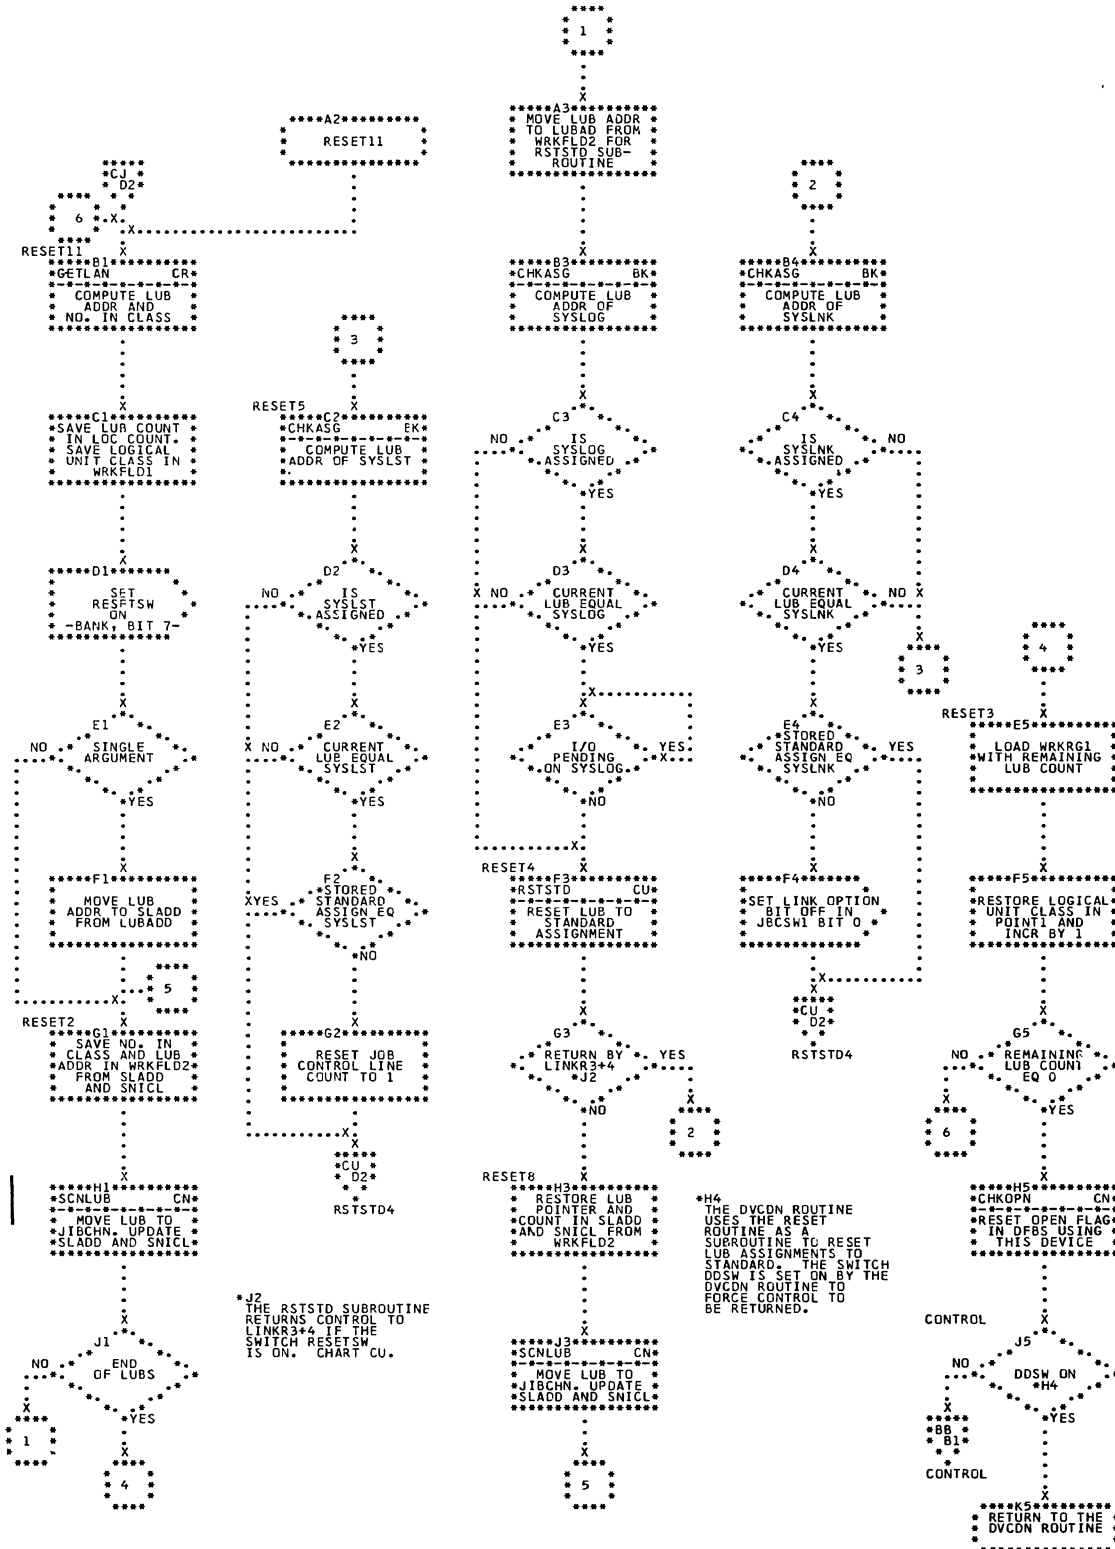 1
A3
MOVE LUB ADDR
TO LUBAD FROM
WRKFLD2 FOR
RSTSTD SUB-
ROUTINE
A2
RESET11
CJ
D2
6
2
RESET11
B1
GETLAN CR
COMPUTE LUB
ADDR AND
NO. IN CLASS
B3
CHKASG BK
COMPUTE LUB
ADDR OF
SYSLOG
B4
CHKASG BK
COMPUTE LUB
ADDR OF
SYSLNK
3
C1
SAVE LUB COUNT
IN LOC COUNT.
SAVE LOGICAL
UNIT CLASS IN
WRKFLD1
RESET5
C2
CHKASG EK
COMPUTE LUB
ADDR OF SYSLST
C3
IS
SYSLOG
ASSIGNED
NO
YES
C4
IS
SYSLNK
ASSIGNED
NO
YES
D1
SET
RESETSW
ON
-BANK, BIT 7-
D2
IS
SYSLST
ASSIGNED
NO
YES
D3
CURRENT
LUB EQUAL
SYSLOG
NO
YES
D4
CURRENT
LUB EQUAL
SYSLNK
NO
YES
3
4
E1
SINGLE
ARGUMENT
NO
YES
E2
CURRENT
LUB EQUAL
SYSLST
NO
YES
E3
I/O
PENDING
ON SYSLOG
YES
NO
E4
STORED
STANDARD
ASSIGN EQ
SYSLNK
YES
NO
RESET3
E5
LOAD WRKRG1
WITH REMAINING
LUB COUNT
F1
MOVE LUB
ADDR TO SLADD
FROM LUBADD
F2
STORED
STANDARD
ASSIGN EQ
SYSLST
YES
NO
RESET4
F3
RSTSTD CU
RESET LUB TO
STANDARD
ASSIGNMENT
F4
SET LINK OPTION
BIT OFF IN
JBCSW1 BIT 0
F5
RESTORE LOGICAL
UNIT CLASS IN
POINT1 AND
INCR BY 1
5
CU
D2
RSTSTD4
RESET2
G1
SAVE NO. IN
CLASS AND LUB
ADDR IN WRKFLD2
FROM SLADD
AND SNICL
G2
RESET JOB
CONTROL LINE
COUNT TO 1
G3
RETURN BY
LINKR3+4
*J2
YES
NO
2
G5
REMAINING
LUB COUNT
EQ 0
NO
YES
6
CU
D2
RSTSTD4
H1
SCNLUB CN
MOVE LUB TO
JIBCHN. UPDATE
SLADD AND SNICL
RESET8
H3
RESTORE LUB
POINTER AND
COUNT IN SLADD
AND SNICL FROM
WRKFLD2
*H4
THE DVCDN ROUTINE
USES THE RESET
ROUTINE AS A
SUBROUTINE TO RESET
LUB ASSIGNMENTS TO
STANDARD. THE SWITCH
DDSW IS SET ON BY THE
DVCDN ROUTINE TO
FORCE CONTROL TO
BE RETURNED.
H5
CHKOPN CN
RESET OPEN FLAG
IN DFBS USING
THIS DEVICE
*J2
THE RSTSTD SUBROUTINE
RETURNS CONTROL TO
LINKR3+4 IF THE
SWITCH RESETSW
IS ON. CHART CU.
J1
END
OF LUBS
NO
YES
1
4
J3
SCNLUB CN
MOVE LUB TO
JIBCHN. UPDATE
SLADD AND SNICL
5
CONTROL
J5
DDSW ON
*H4
NO
YES
BB
B1
CONTROL
K5
RETURN TO THE
DVCDN ROUTINE